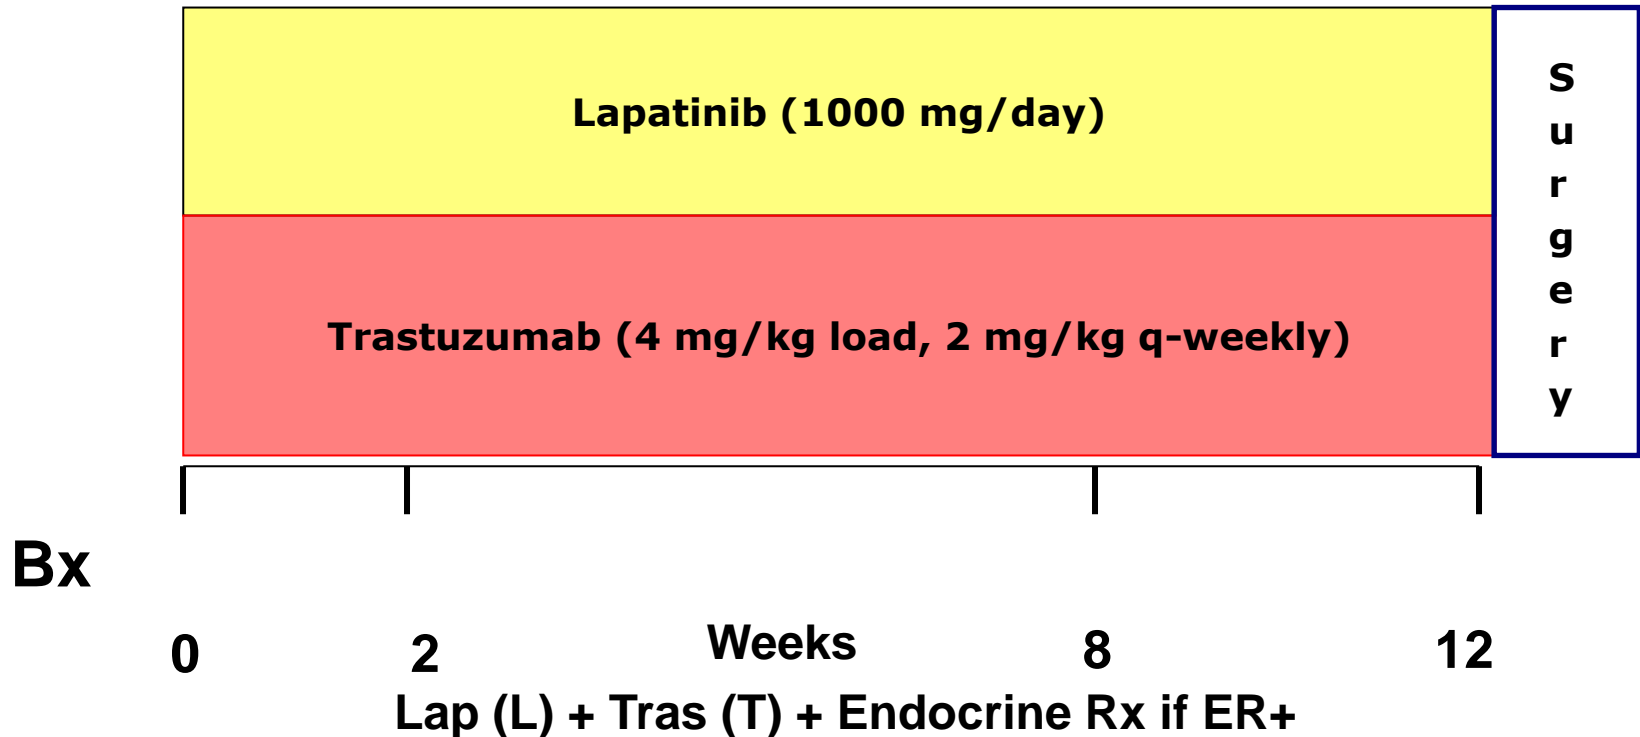 Lapatinib (1000 mg/day)
Trastuzumab (4 mg/kg load, 2 mg/kg q-weekly)
Surgery
Bx
0 2 Weeks 8 12
Lap (L) + Tras (T) + Endocrine Rx if ER+